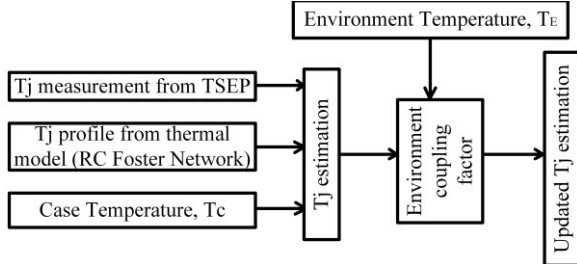 Environment Temperature, TE
Tj measurement from TSEP
Tj profile from thermal
model (RC Foster Network)
Case Temperature, Tc
Tj estimation
Environment
coupling
factor
Updated Tj estimation